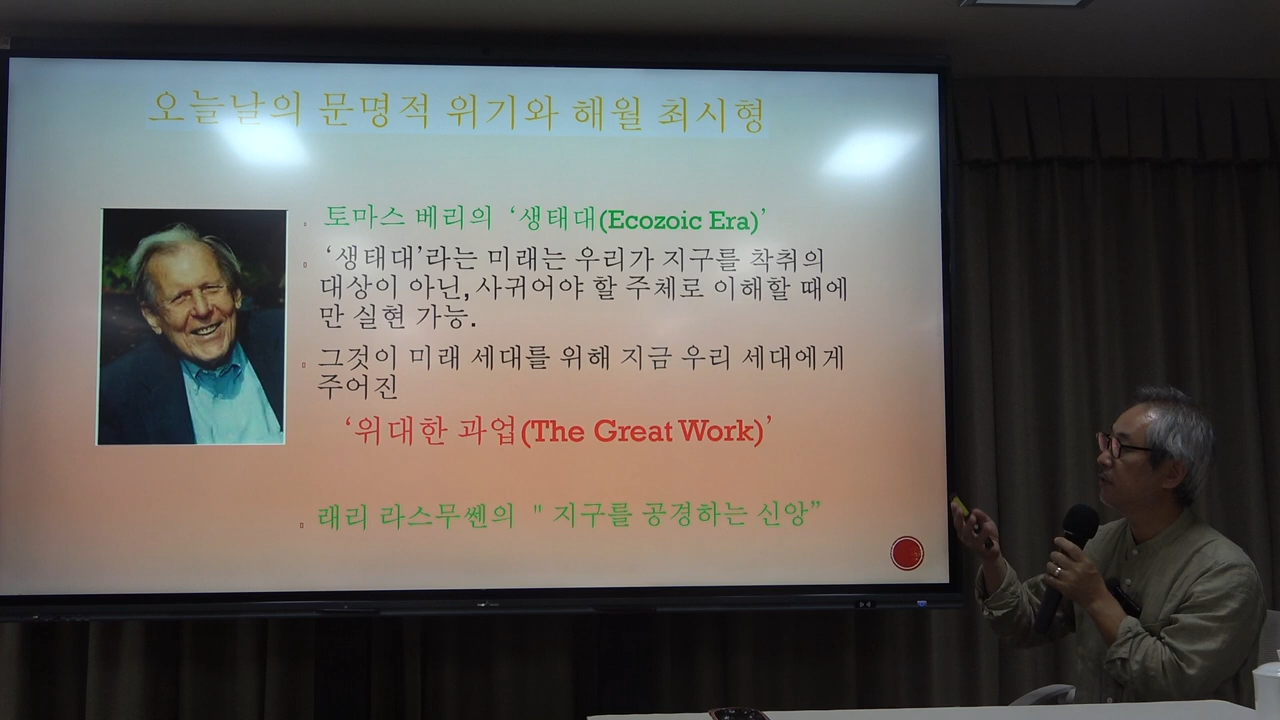 오늘날의 문명적 위기와 해월 최시형
토마스 베리의 ‘생태대(Ecozoic Era)’
‘생태대’라는 미래는 우리가 지구를 착취의
대상이 아닌, 사귀어야 할 주체로 이해할 때에
만 실현 가능.
그것이 미래 세대를 위해 지금 우리 세대에게
주어진
‘위대한 과업(The Great Work)’
래리 라스무쎈의 "지구를 공경하는 신앙”